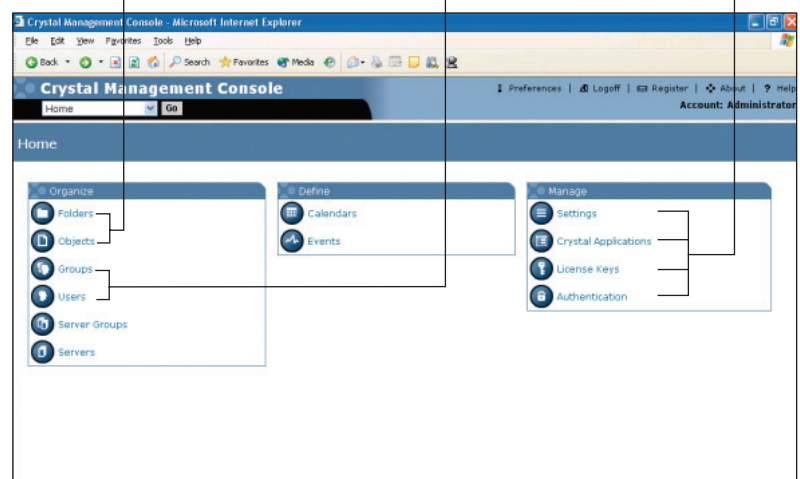 Crystal Management Console - Microsoft Internet Explorer
File Edit View Favorites Tools Help
Back Search Favorites Media
Crystal Management Console
Preferences | Logoff | Register | About | ? Help
Home Go
Account: Administrator
Home
Organize
Folders
Objects
Groups
Users
Server Groups
Servers
Define
Calendars
Events
Manage
Settings
Crystal Applications
License Keys
Authentication